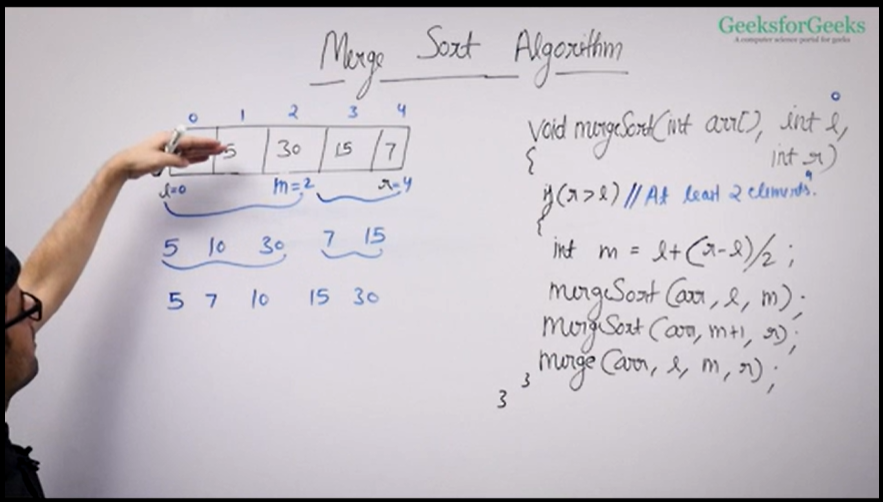 GeeksforGeeks
A computer science portal for geeks
Merge Sort Algorithm
0 1 2 3 4
5 30 15 7
l=0 m=2 r=4
5 10 30 7 15
5 7 10 15 30
0
void mergeSort(int arr[], int l,
int r)
{
if(r>l) //At least 2 elements
{
int m = l+(r-l)/2;
mergeSort(arr, l, m);
mergSort(arr, m+1, r);
merge(arr, l, m, r);
}
}